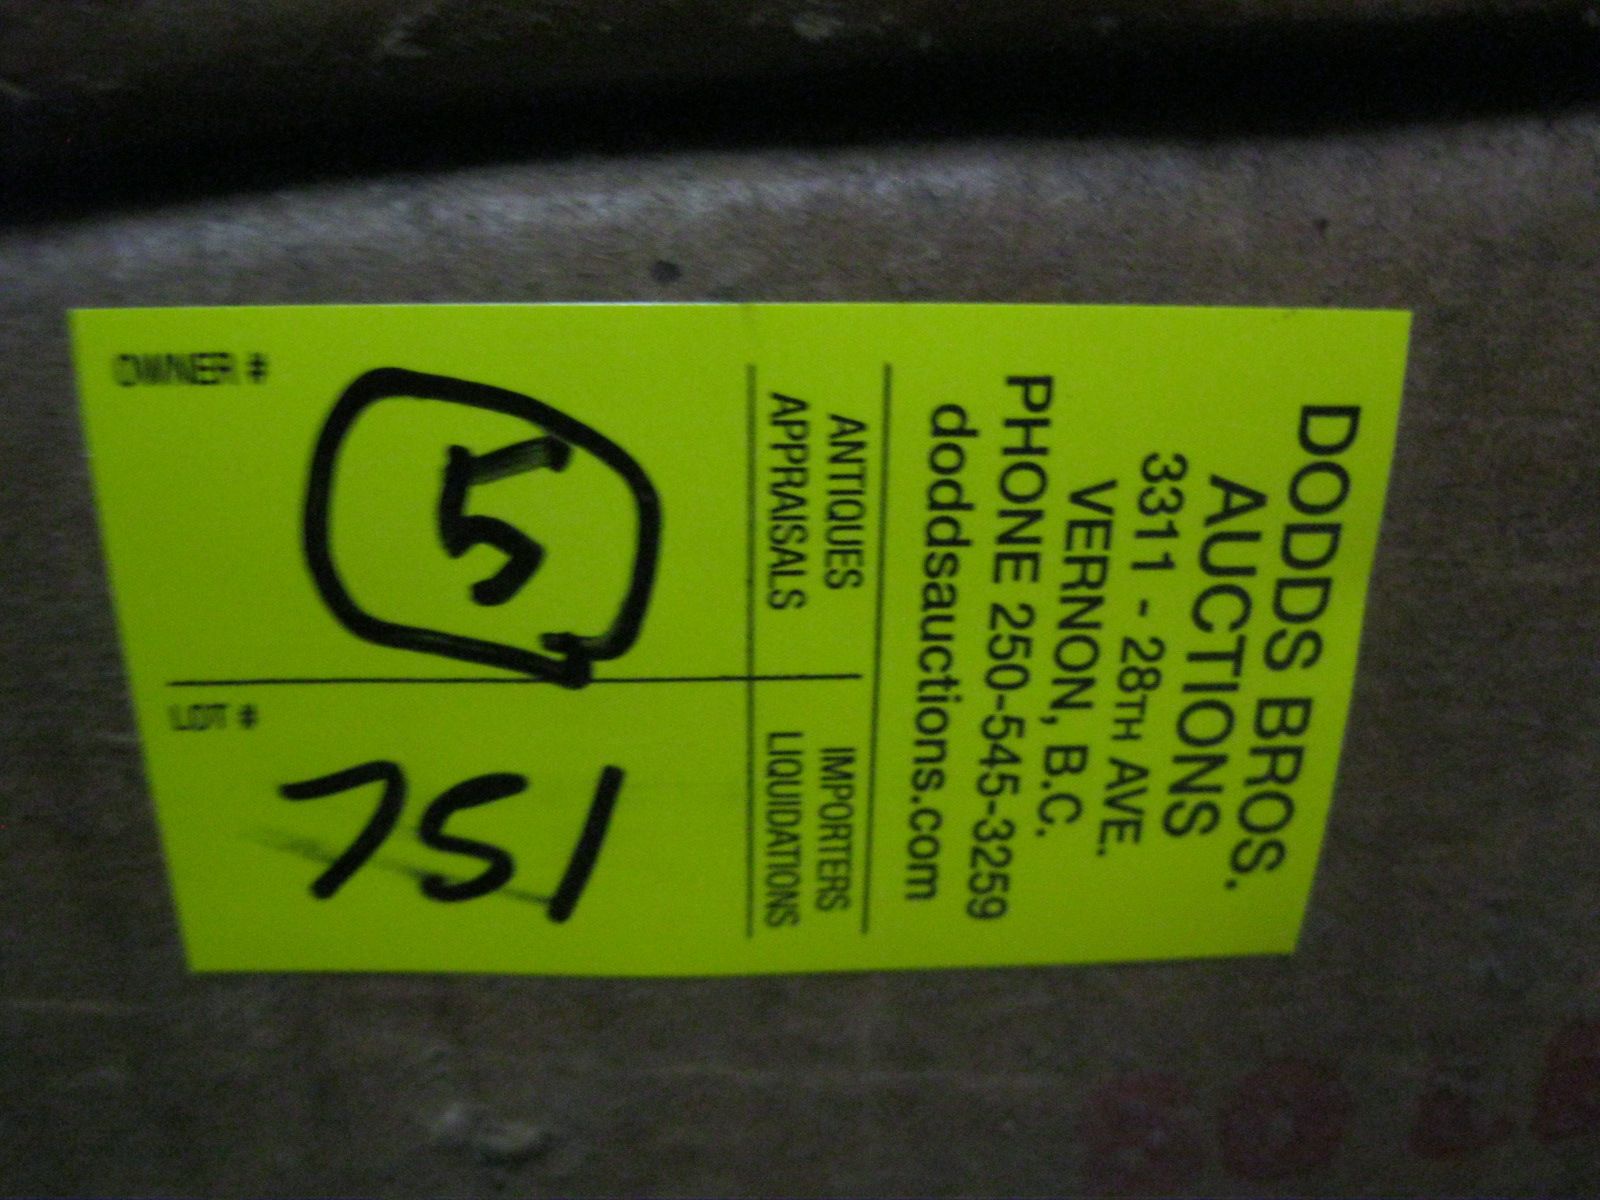 DODDS BROS.
AUCTIONS
3311 - 28TH AVE.
VERNON, B.C.
PHONE 250-545-3259
doddsauctions.com
ANTIQUES
APPRAISALS
IMPORTERS
LIQUIDATIONS
OWNER #
5
LOT #
751